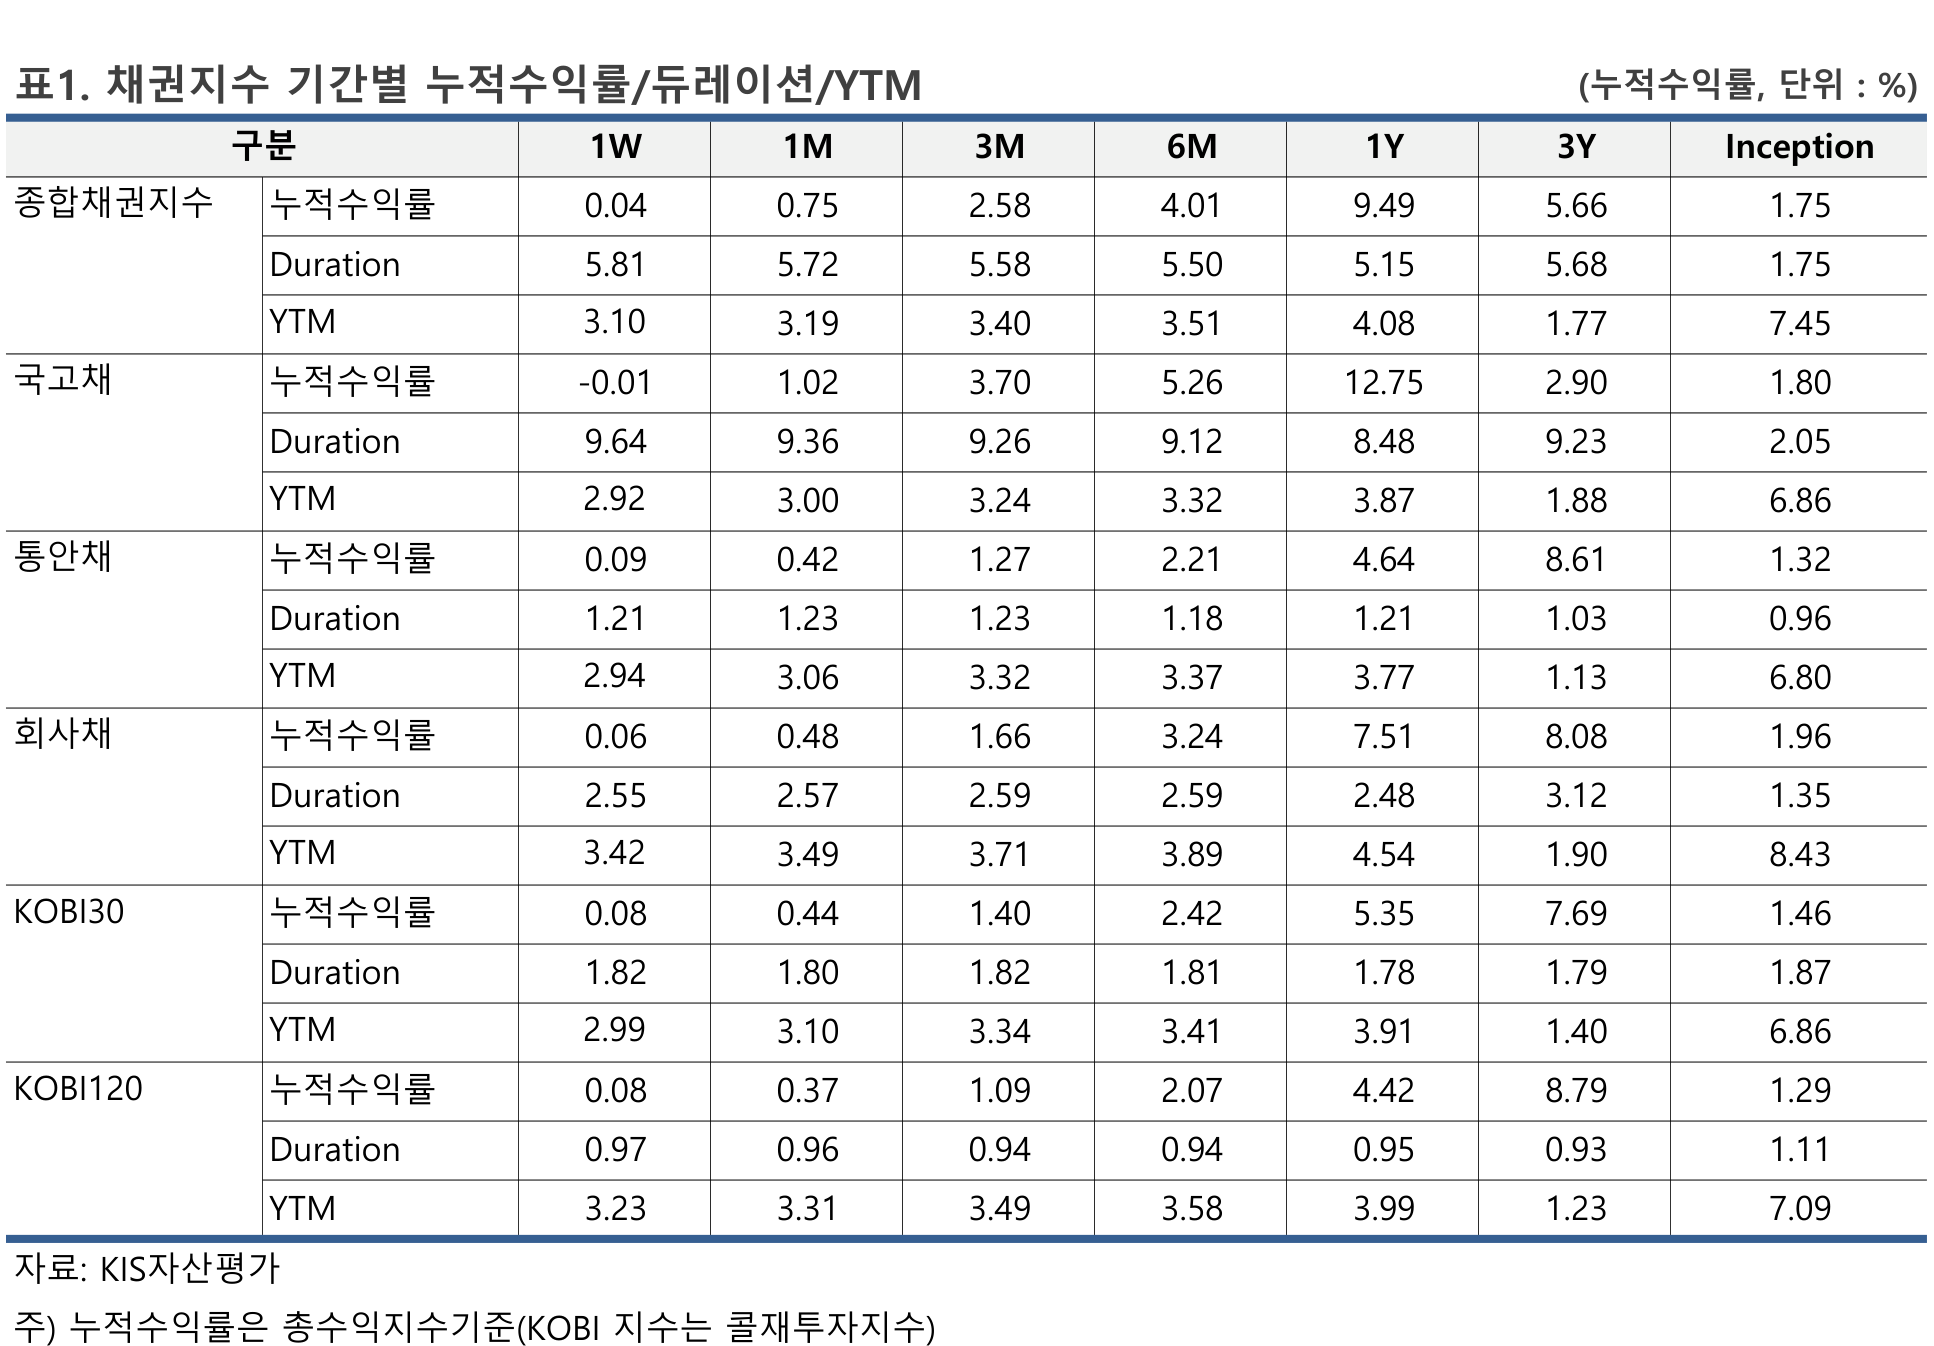 표1. 채권지수 기간별 누적수익률/듀레이션/YTM (누적수익률, 단위 : %)
구분 1W 1M 3M 6M 1Y 3Y Inception
종합채권지수 누적수익률 0.04 0.75 2.58 4.01 9.49 5.66 1.75
Duration 5.81 5.72 5.58 5.50 5.15 5.68 1.75
YTM 3.10 3.19 3.40 3.51 4.08 1.77 7.45
국고채 누적수익률 -0.01 1.02 3.70 5.26 12.75 2.90 1.80
Duration 9.64 9.36 9.26 9.12 8.48 9.23 2.05
YTM 2.92 3.00 3.24 3.32 3.87 1.88 6.86
통안채 누적수익률 0.09 0.42 1.27 2.21 4.64 8.61 1.32
Duration 1.21 1.23 1.23 1.18 1.21 1.03 0.96
YTM 2.94 3.06 3.32 3.37 3.77 1.13 6.80
회사채 누적수익률 0.06 0.48 1.66 3.24 7.51 8.08 1.96
Duration 2.55 2.57 2.59 2.59 2.48 3.12 1.35
YTM 3.42 3.49 3.71 3.89 4.54 1.90 8.43
KOBI30 누적수익률 0.08 0.44 1.40 2.42 5.35 7.69 1.46
Duration 1.82 1.80 1.82 1.81 1.78 1.79 1.87
YTM 2.99 3.10 3.34 3.41 3.91 1.40 6.86
KOBI120 누적수익률 0.08 0.37 1.09 2.07 4.42 8.79 1.29
Duration 0.97 0.96 0.94 0.94 0.95 0.93 1.11
YTM 3.23 3.31 3.49 3.58 3.99 1.23 7.09
자료: KIS자산평가
주) 누적수익률은 총수익지수기준(KOBI 지수는 콜재투자지수)